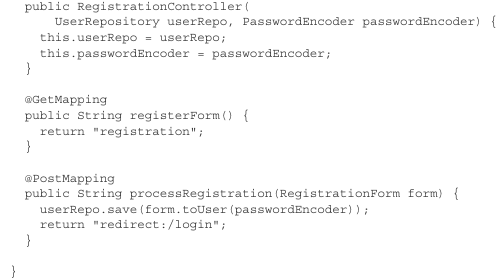 public RegistrationController(
      UserRepository userRepo, PasswordEncoder passwordEncoder) {
    this.userRepo = userRepo;
    this.passwordEncoder = passwordEncoder;
  }

  @GetMapping
  public String registerForm() {
    return "registration";
  }

  @PostMapping
  public String processRegistration(RegistrationForm form) {
    userRepo.save(form.toUser(passwordEncoder));
    return "redirect:/login";
  }

}